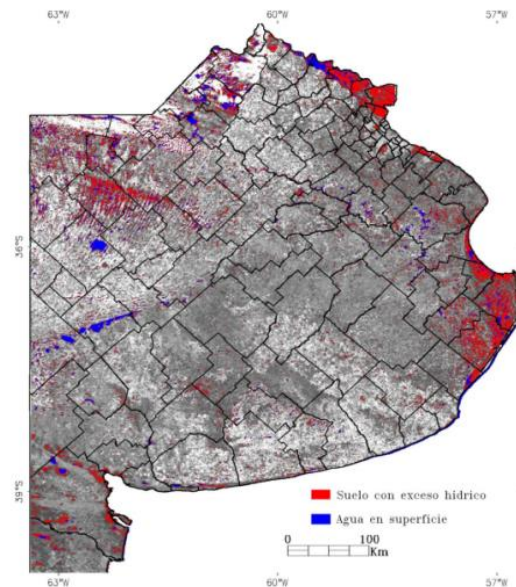 63°W 60°W 57°W
36°S
39°S
Suelo con exceso hídrico
Agua en superficie
0 100
Km
63°W 60°W 57°W